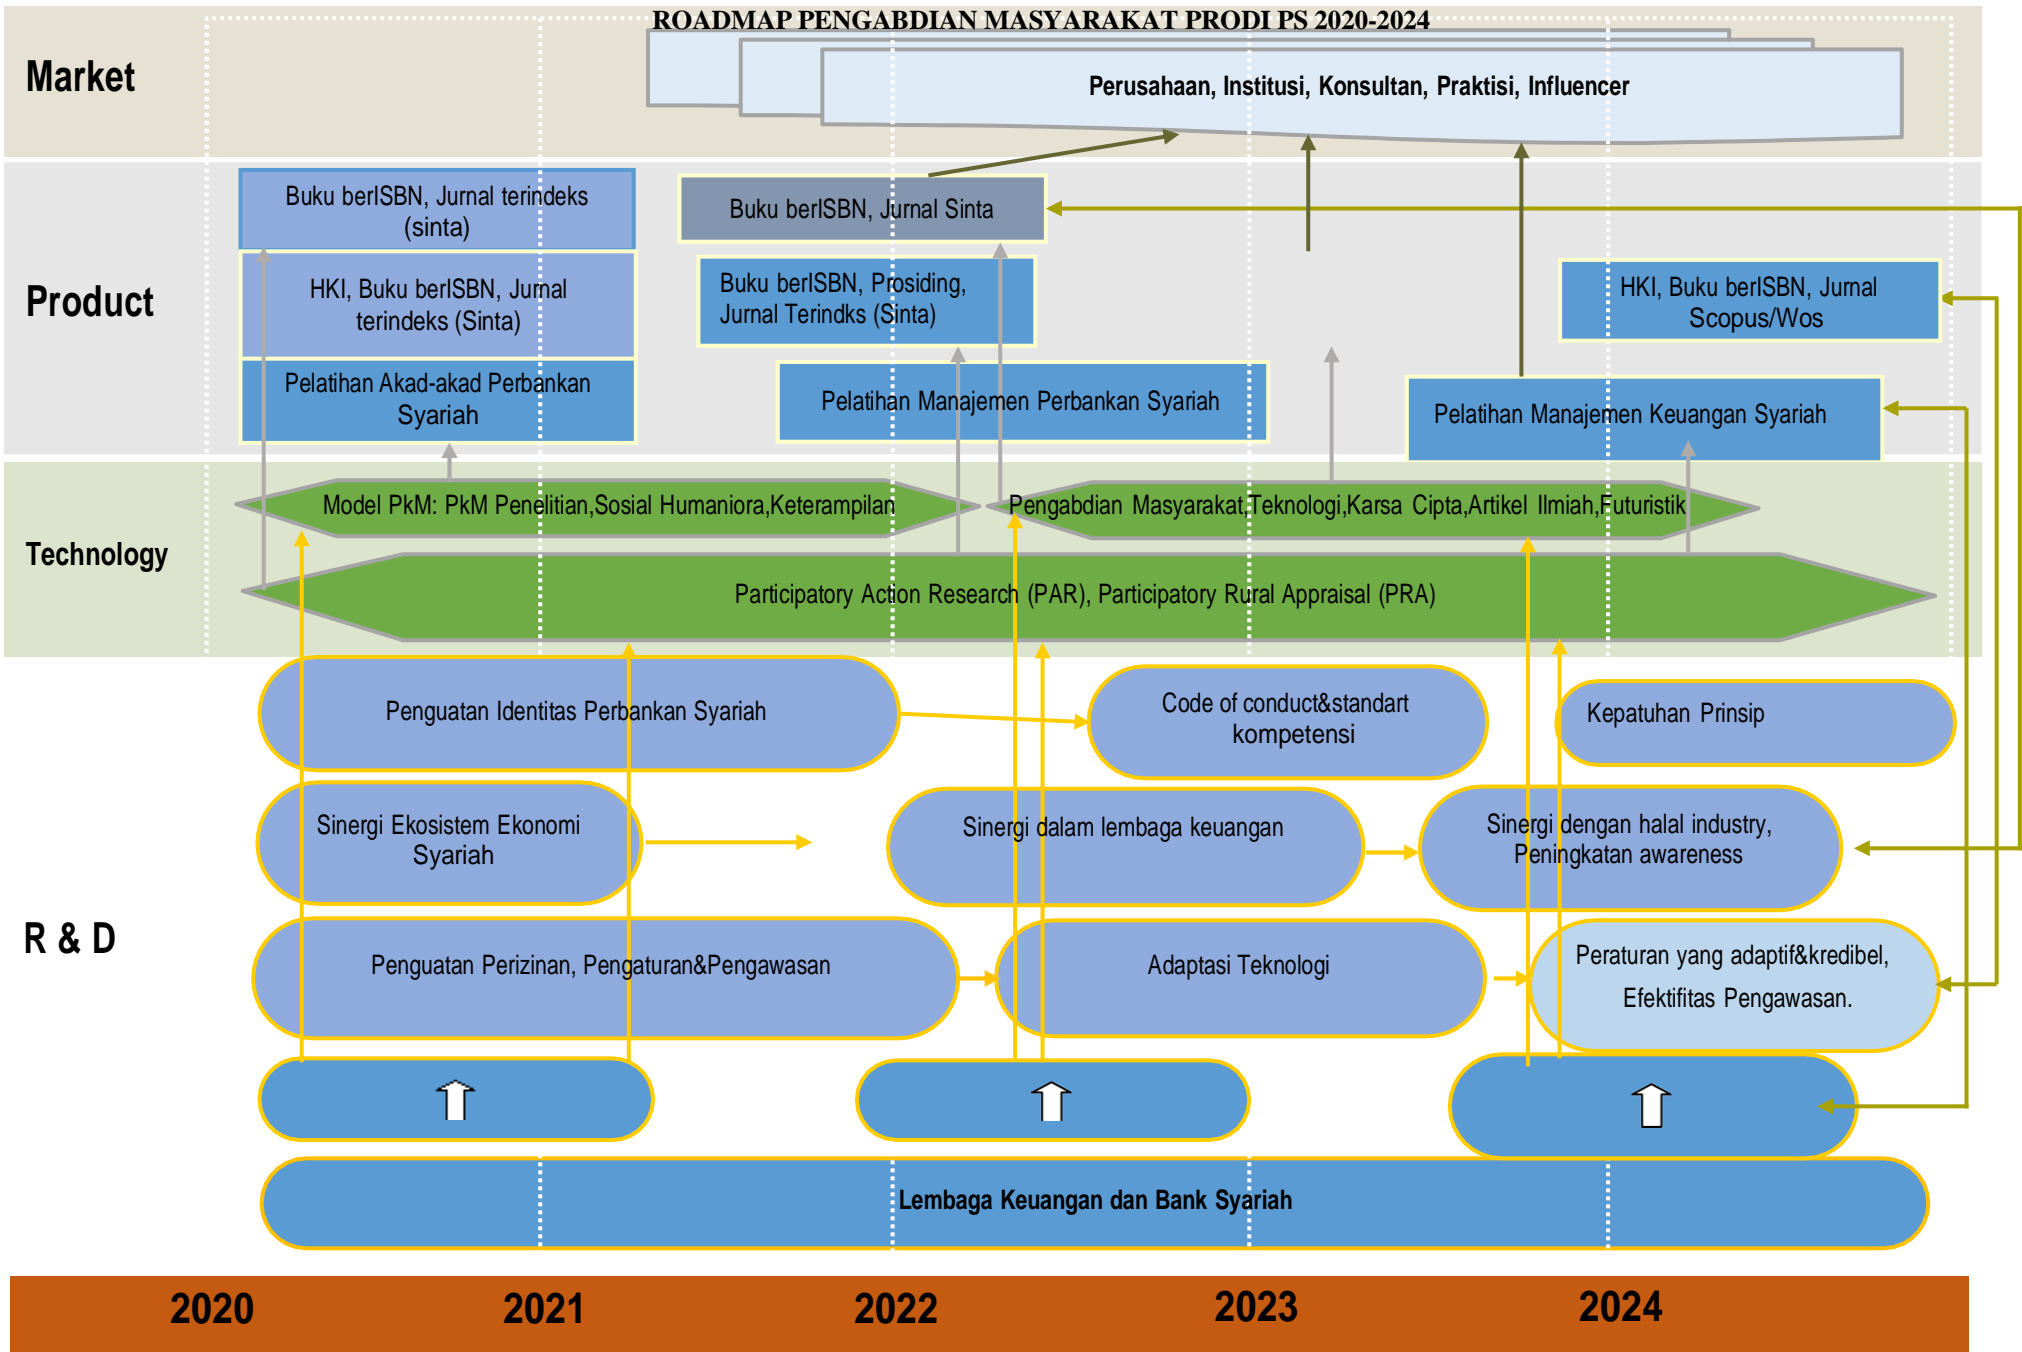 ROADMAP PENGABDIAN MASYARAKAT PRODI PS 2020-2024
Market
Perusahaan, Institusi, Konsultan, Praktisi, Influencer
Product
Buku berISBN, Jurnal terindeks
(sinta)
HKI, Buku berISBN, Jurnal
terindeks (Sinta)
Pelatihan Akad-akad Perbankan
Syariah
Buku berISBN, Jurnal Sinta
Buku berISBN, Prosiding,
Jurnal Terindks (Sinta)
Pelatihan Manajemen Perbankan Syariah
HKI, Buku berISBN, Jurnal
Scopus/Wos
Pelatihan Manajemen Keuangan Syariah
Technology
Model PkM: PkM Penelitian,Sosial Humaniora,Keterampilan
Pengabdian Masyarakat,Teknologi,Karsa Cipta,Artikel Ilmiah,Futuristik
Participatory Action Research (PAR), Participatory Rural Appraisal (PRA)
R & D
Penguatan Identitas Perbankan Syariah
Code of conduct&standart
kompetensi
Kepatuhan Prinsip
Sinergi Ekosistem Ekonomi
Syariah
Sinergi dalam lembaga keuangan
Sinergi dengan halal industry,
Peningkatan awareness
Penguatan Perizinan, Pengaturan&Pengawasan
Adaptasi Teknologi
Peraturan yang adaptif&kredibel,
Efektifitas Pengawasan.
Lembaga Keuangan dan Bank Syariah
2020
2021
2022
2023
2024